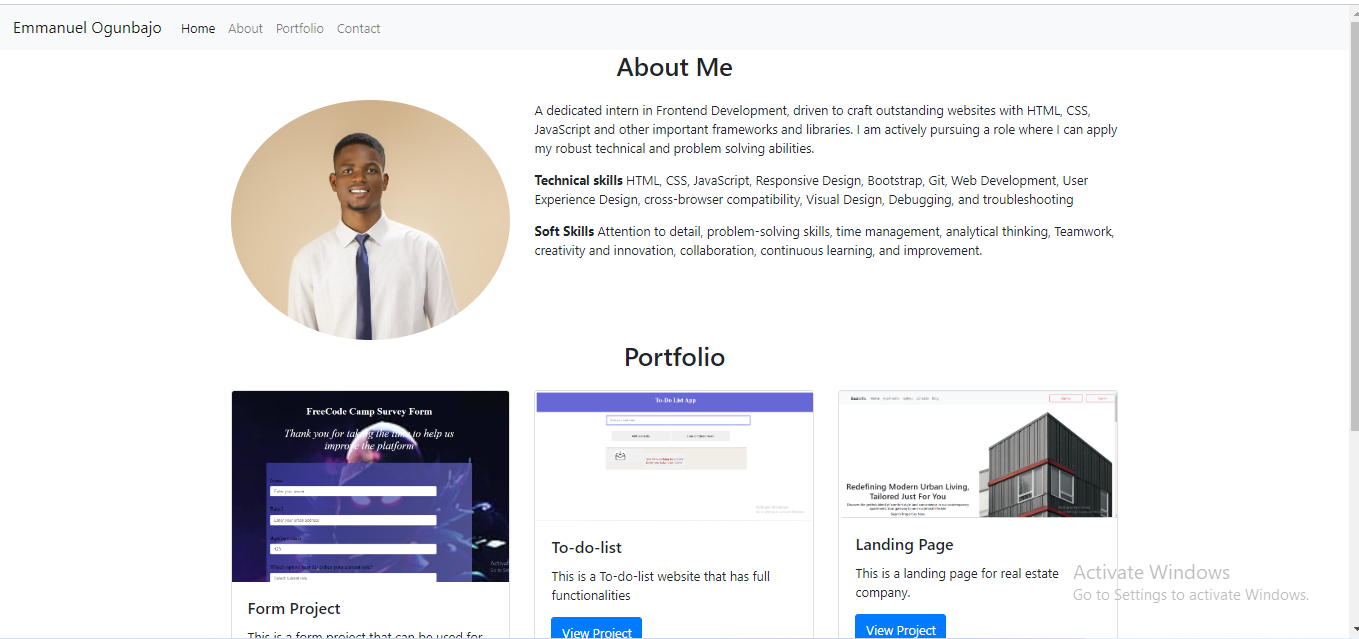 Emmanuel Ogunbajo Home About Portfolio Contact
About Me
A dedicated intern in Frontend Development, driven to craft outstanding websites with HTML, CSS,
JavaScript and other important frameworks and libraries. I am actively pursuing a role where I can apply
my robust technical and problem solving abilities.
Technical skills HTML, CSS, JavaScript, Responsive Design, Bootstrap, Git, Web Development, User
Experience Design, cross-browser compatibility, Visual Design, Debugging, and troubleshooting
Soft Skills Attention to detail, problem-solving skills, time management, analytical thinking, Teamwork,
creativity and innovation, collaboration, continuous learning, and improvement.
Portfolio
FreeCode Camp Survey Form
Thank you for taking the time to help us
improve the platform
Enter your name
Enter your email address
123
Form Project
This is a form project that can be used for
To-Do List App
To-do-list
This is a To-do-list website that has full
functionalities
View Project
Home
Redefining Modern Urban Living,
Tailored Just For You
Landing Page
This is a landing page for real estate
company.
View Project
Activate Windows
Go to Settings to activate Windows.